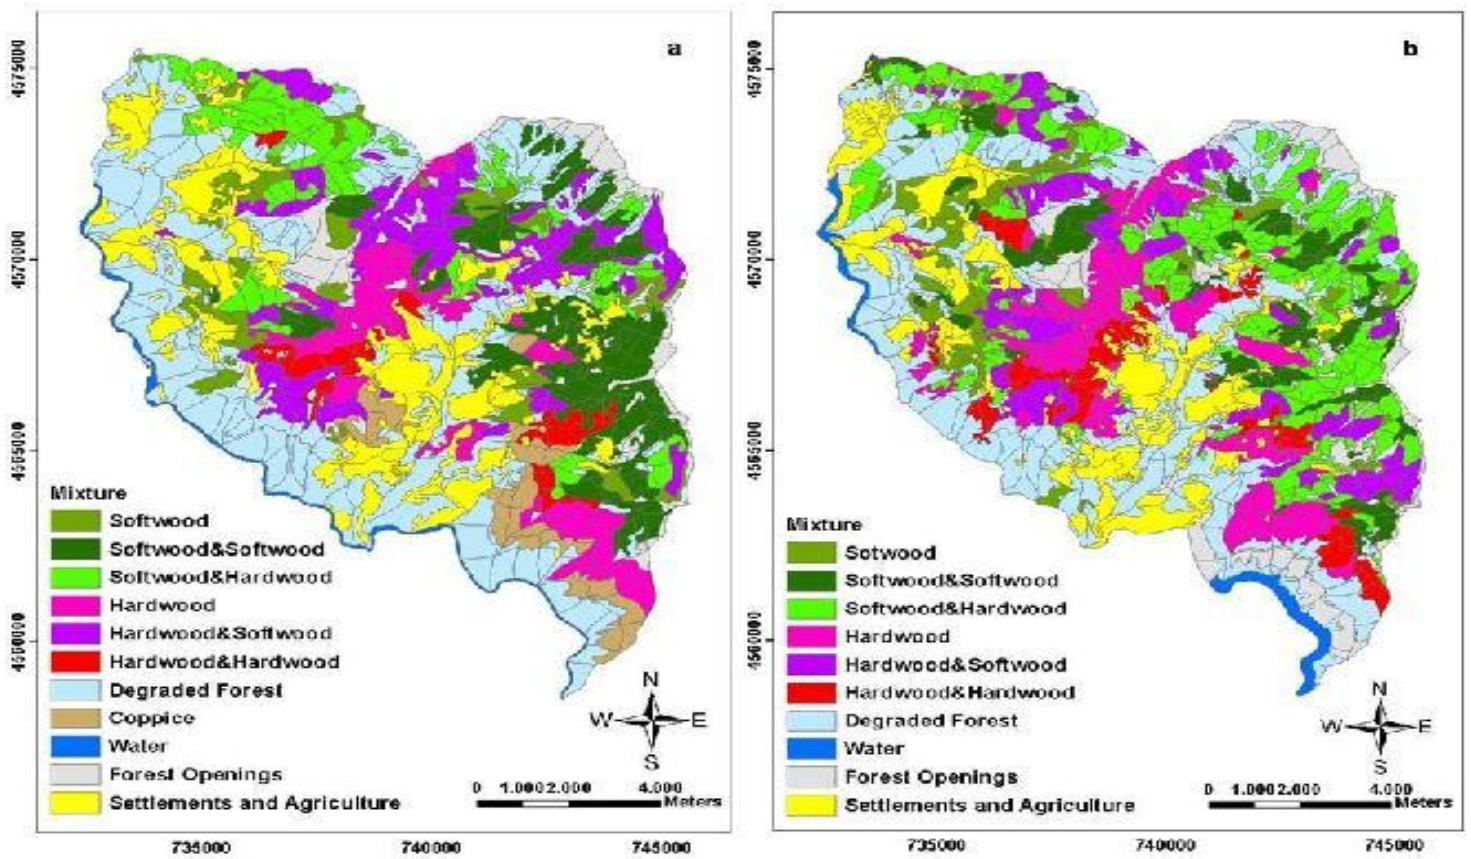 a
4575000
4570000
4565000
4560000
Mixture
Softwood
Softwood&Softwood
Softwood&Hardwood
Hardwood
Hardwood&Softwood
Hardwood&Hardwood
Degraded Forest
Coppice
Water
Forest Openings
Settlements and Agriculture
N
W E
S
0 1.000 2.000 4.000
Meters
735000 740000 745000
b
4575000
4570000
4565000
4560000
Mixture
Sotwood
Softwood&Softwood
Softwood&Hardwood
Hardwood
Hardwood&Softwood
Hardwood&Hardwood
Degraded Forest
Water
Forest Openings
Settlements and Agriculture
N
W E
S
0 1.000 2.000 4.000
Meters
735000 740000 745000